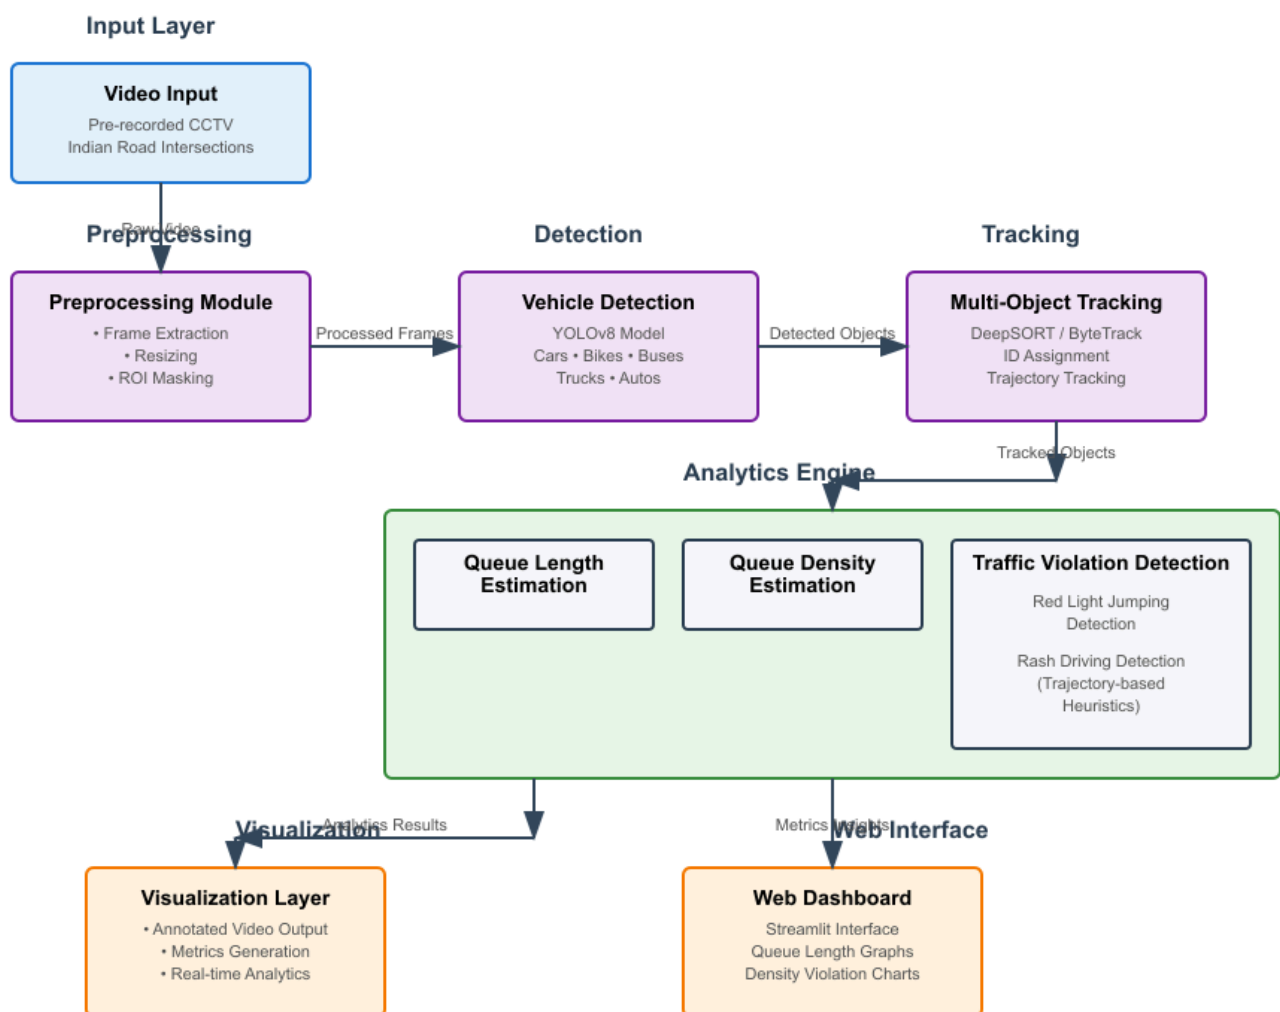 Input Layer
Video Input
Pre-recorded CCTV
Indian Road Intersections
Raw Video
Preprocessing
Detection
Tracking
Preprocessing Module
• Frame Extraction
• Resizing
• ROI Masking
Processed Frames
Vehicle Detection
YOLOv8 Model
Cars • Bikes • Buses
Trucks • Autos
Detected Objects
Multi-Object Tracking
DeepSORT / ByteTrack
ID Assignment
Trajectory Tracking
Tracked Objects
Analytics Engine
Queue Length
Estimation
Queue Density
Estimation
Traffic Violation Detection
Red Light Jumping
Detection
Rash Driving Detection
(Trajectory-based
Heuristics)
Analytics Results
Visualization
Metrics Insights
Web Interface
Visualization Layer
• Annotated Video Output
• Metrics Generation
• Real-time Analytics
Web Dashboard
Streamlit Interface
Queue Length Graphs
Density Violation Charts